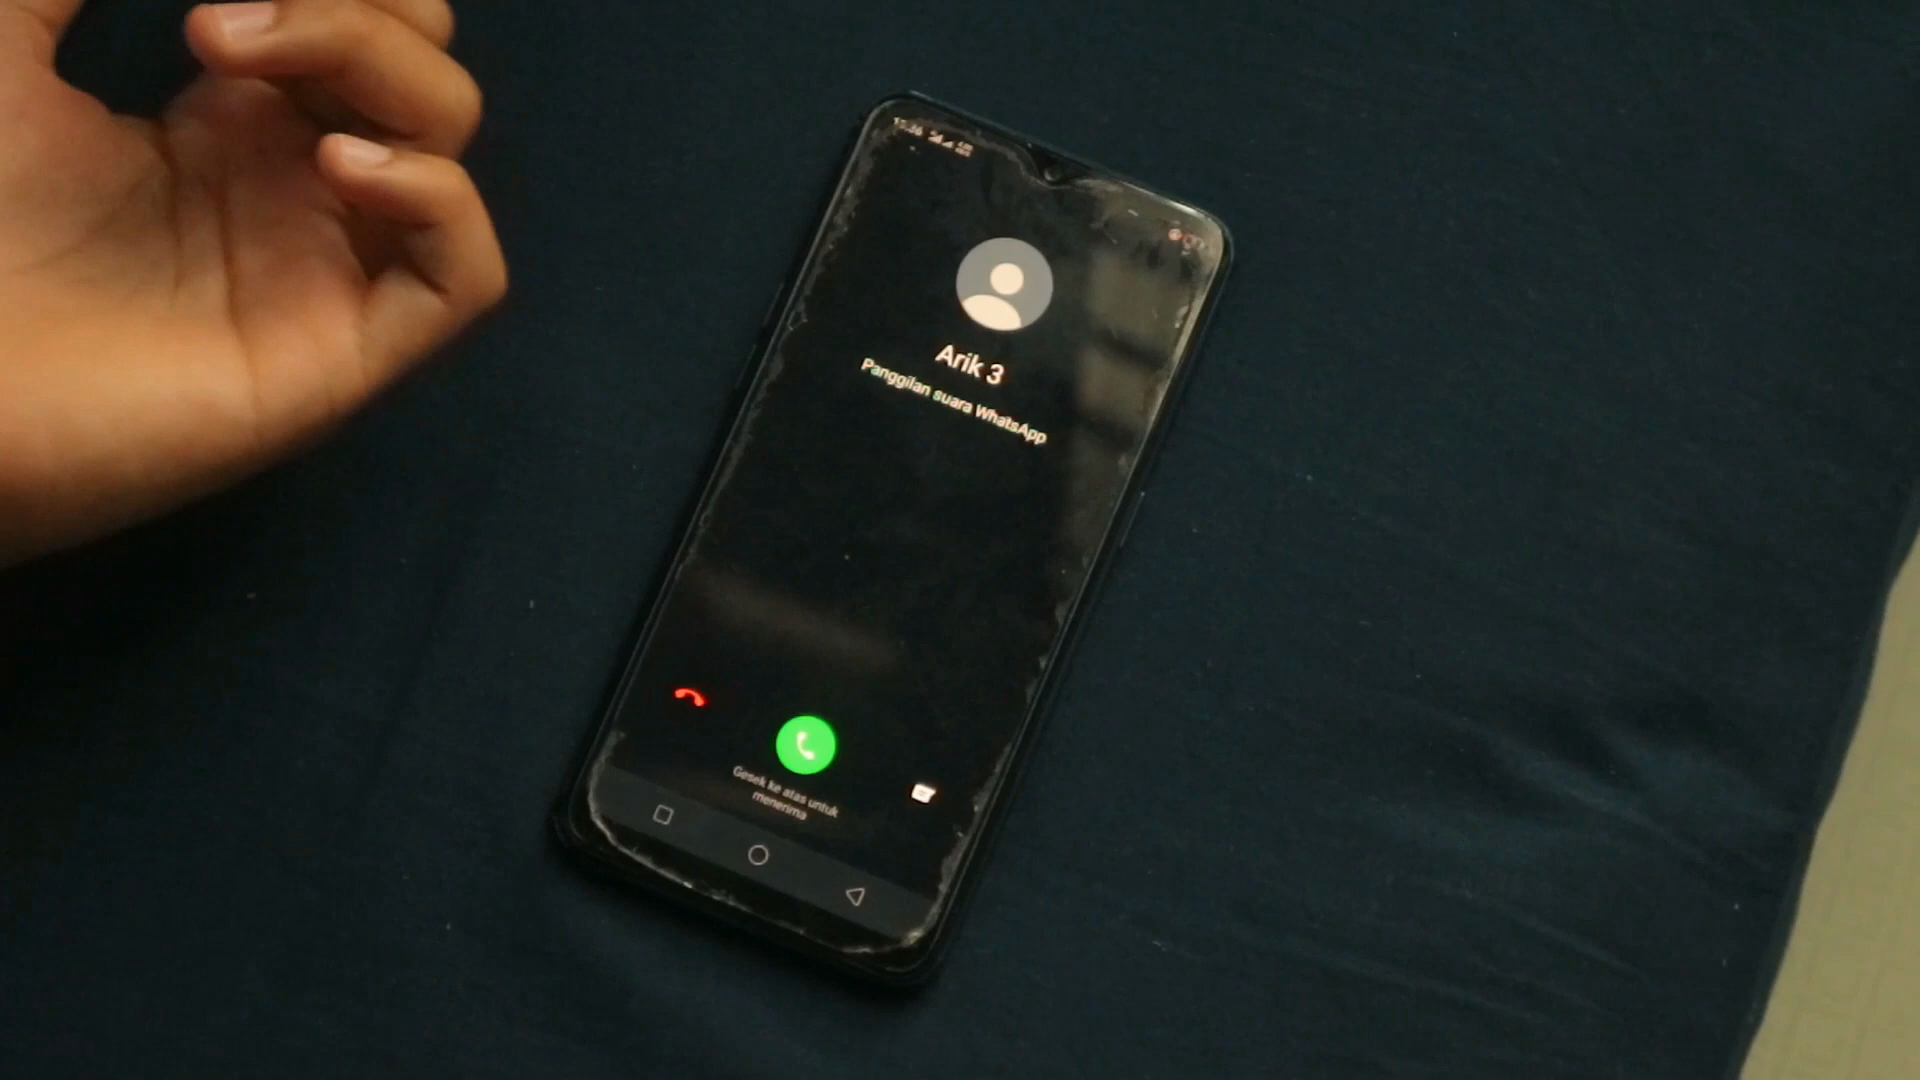 Arik 3
Panggilan suara WhatsApp
Gesek ke atas untuk
menerima